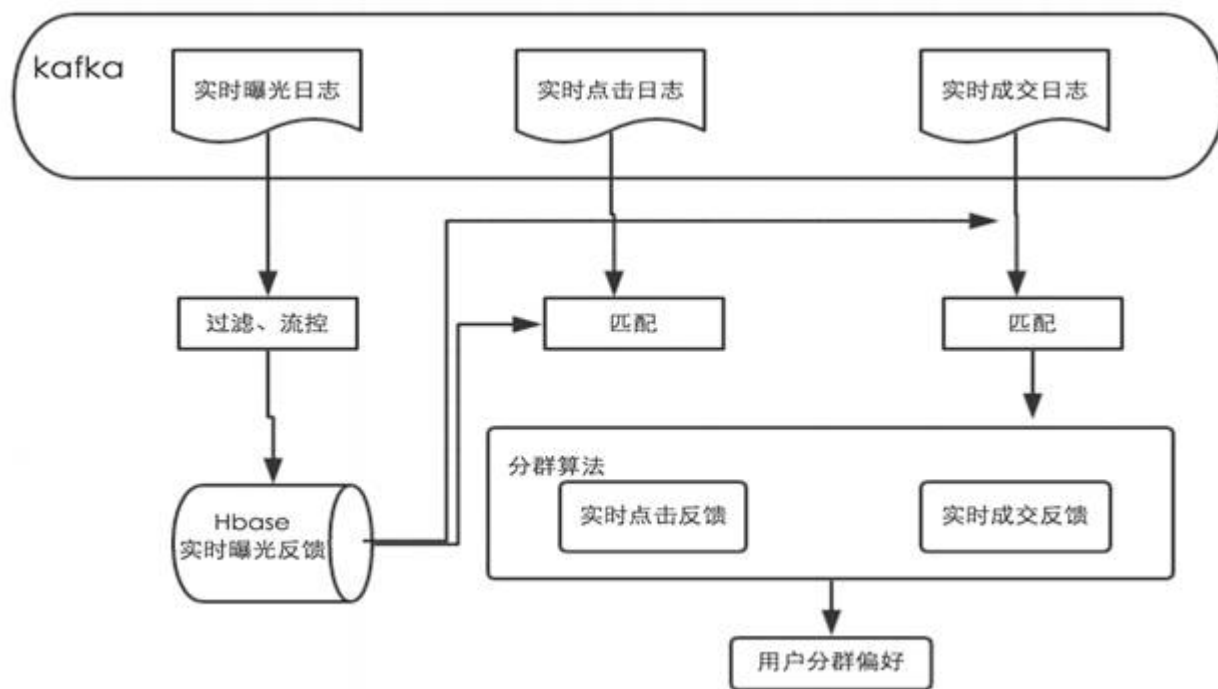 kafka
实时曝光日志
实时点击日志
实时成交日志
过滤、流控
匹配
匹配
分群算法
Hbase
实时曝光反馈
实时点击反馈
实时成交反馈
用户分群偏好